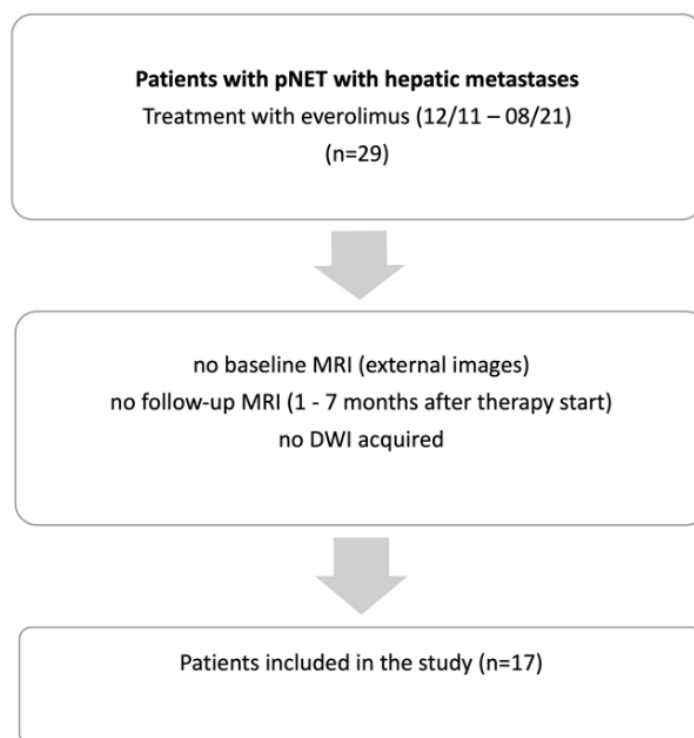 Patients with pNET with hepatic metastases
Treatment with everolimus (12/11 – 08/21)
(n=29)
no baseline MRI (external images)
no follow-up MRI (1 - 7 months after therapy start)
no DWI acquired
Patients included in the study (n=17)